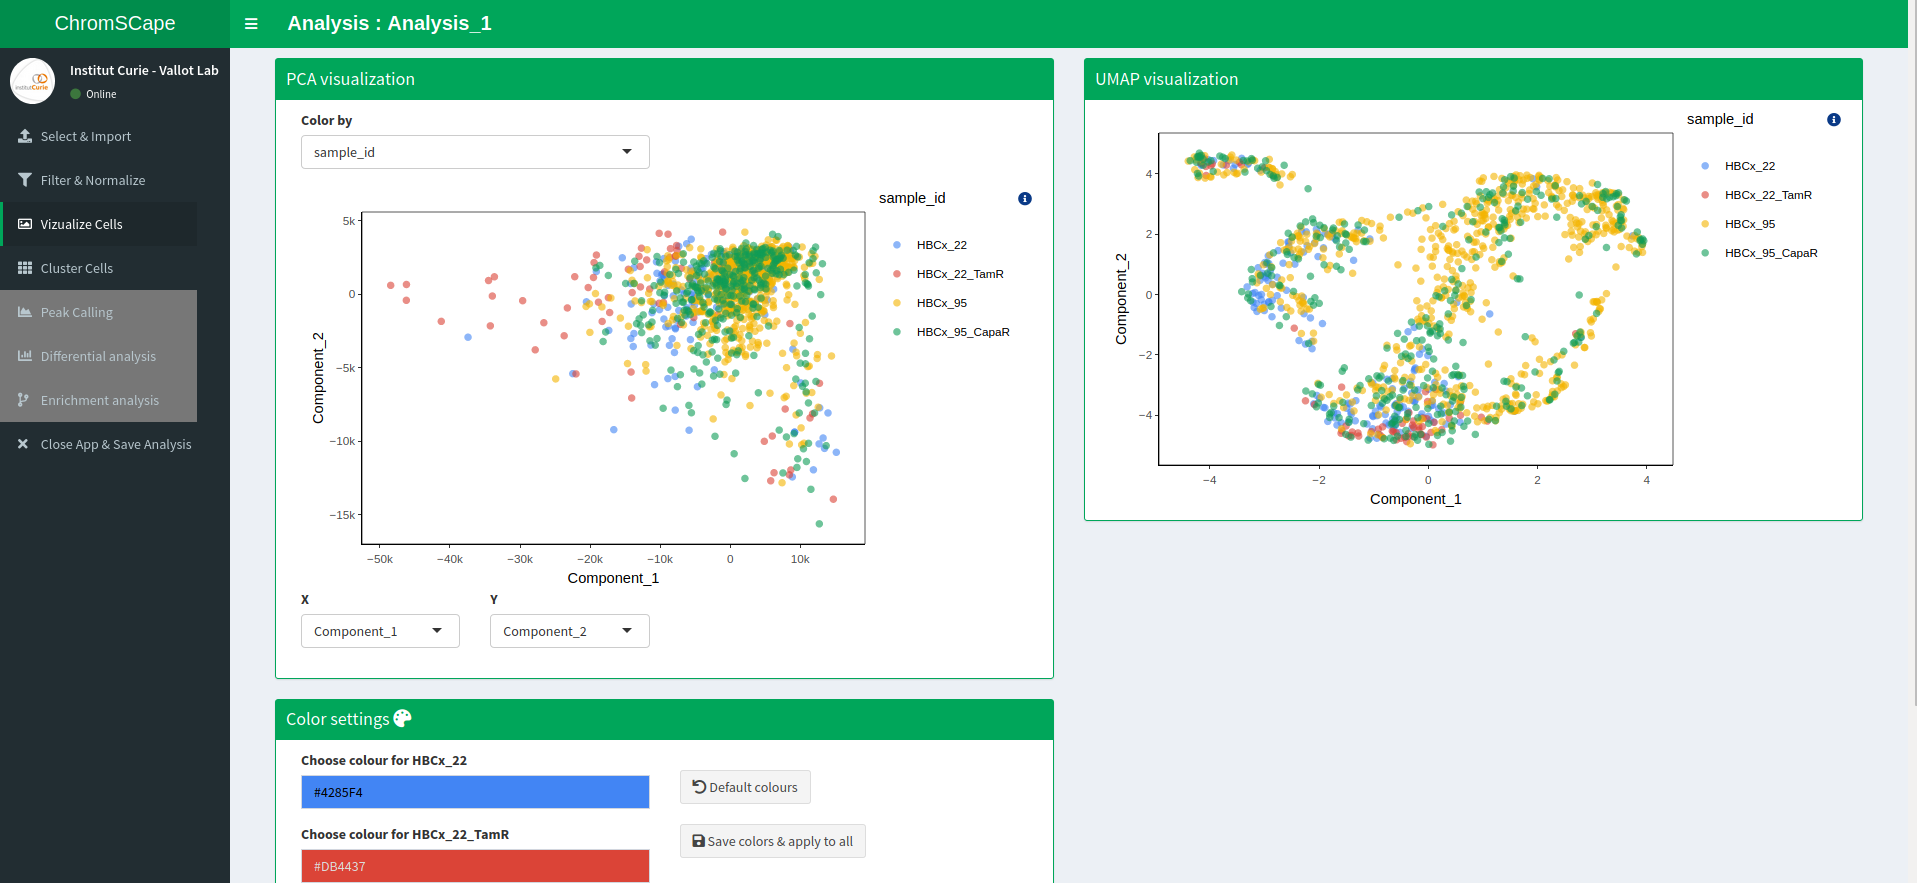 ChromSCape
Analysis : Analysis_1
institutCurie
Institut Curie - Vallot Lab
Online
Select & Import
Filter & Normalize
Vizualize Cells
Cluster Cells
Peak Calling
Differential analysis
Enrichment analysis
Close App & Save Analysis
PCA visualization
Color by
sample_id
sample_id
HBCx_22
HBCx_22_TamR
HBCx_95
HBCx_95_CapaR
5k
0
−5k
−10k
−15k
Component_2
−50k −40k −30k −20k −10k 0 10k
Component_1
X Y
Component_1 Component_2
UMAP visualization
sample_id
HBCx_22
HBCx_22_TamR
HBCx_95
HBCx_95_CapaR
4
2
0
−2
−4
Component_2
−4 −2 0 2 4
Component_1
Color settings
Choose colour for HBCx_22
#4285F4
Default colours
Choose colour for HBCx_22_TamR
#DB4437
Save colors & apply to all